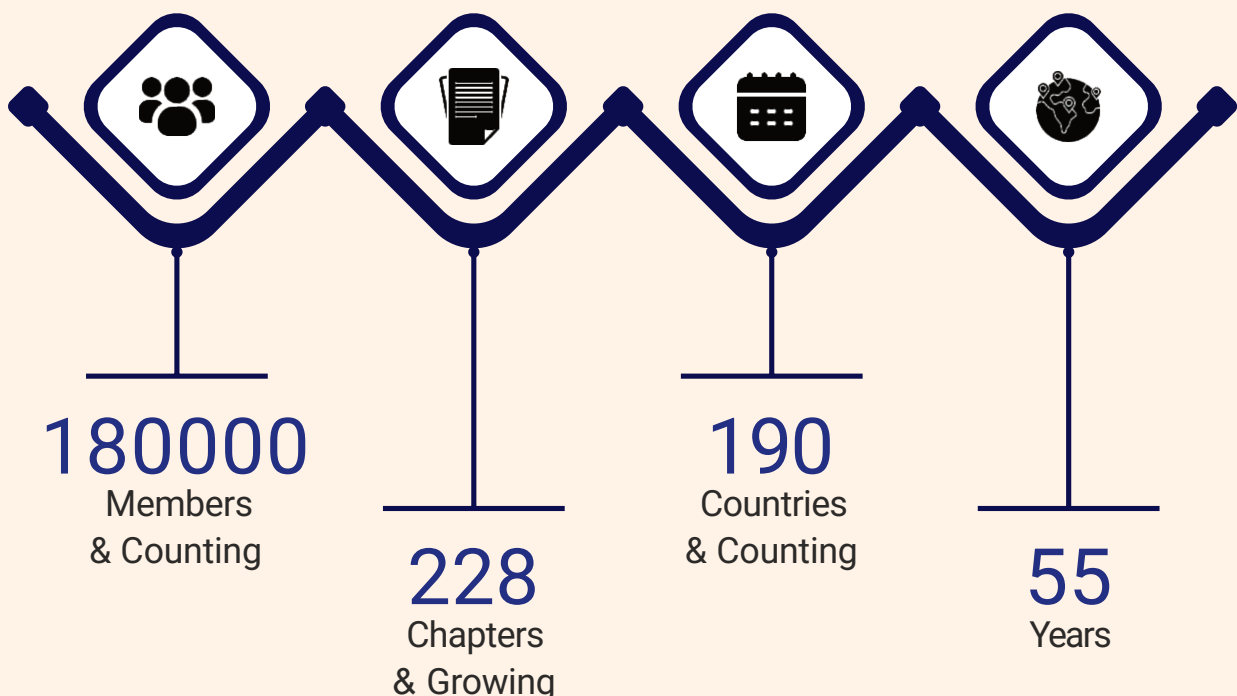 180000
Members
& Counting
228
Chapters
& Growing
190
Countries
& Counting
55
Years